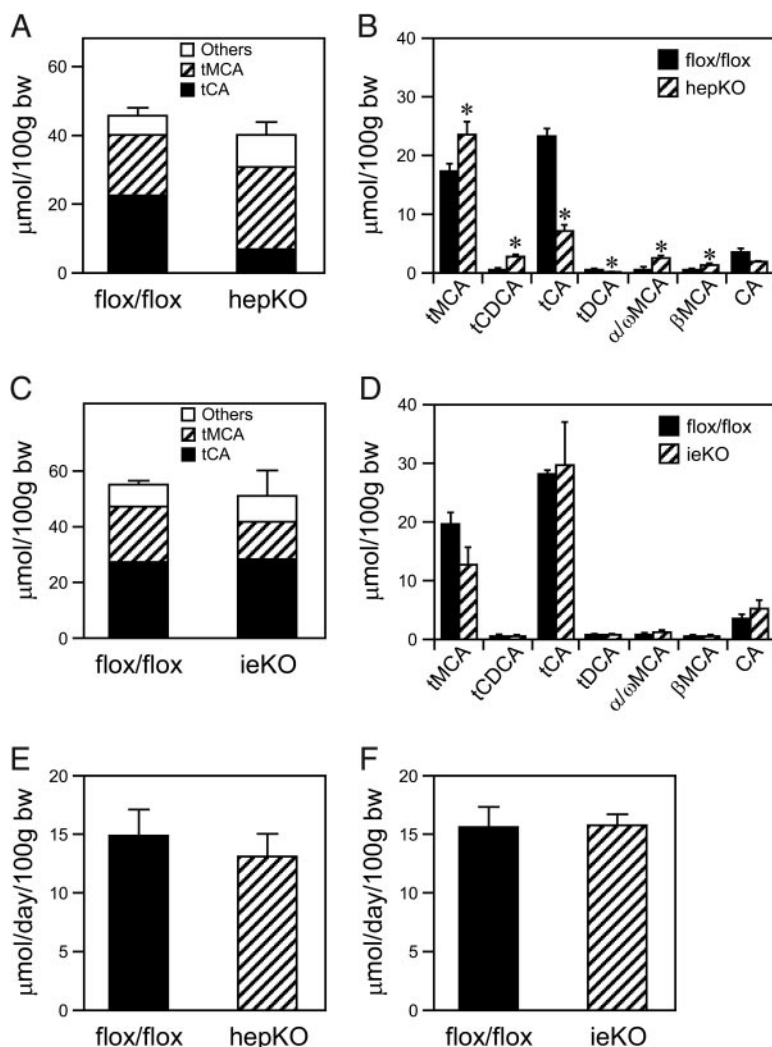 A
μmol/100g bw
60
40
20
0
Others
tMCA
tCA
flox/flox
hepKO
B
μmol/100g bw
40
30
20
10
0
flox/flox
hepKO
*
*
*
*
*
*
tMCA
tCDCA
tCA
tDCA
α/ωMCA
βMCA
CA
C
μmol/100g bw
60
40
20
0
Others
tMCA
tCA
flox/flox
ieKO
D
μmol/100g bw
40
30
20
10
0
flox/flox
ieKO
tMCA
tCDCA
tCA
tDCA
α/ωMCA
βMCA
CA
E
μmol/day/100g bw
20
15
10
5
0
flox/flox
hepKO
F
μmol/day/100g bw
20
15
10
5
0
flox/flox
ieKO